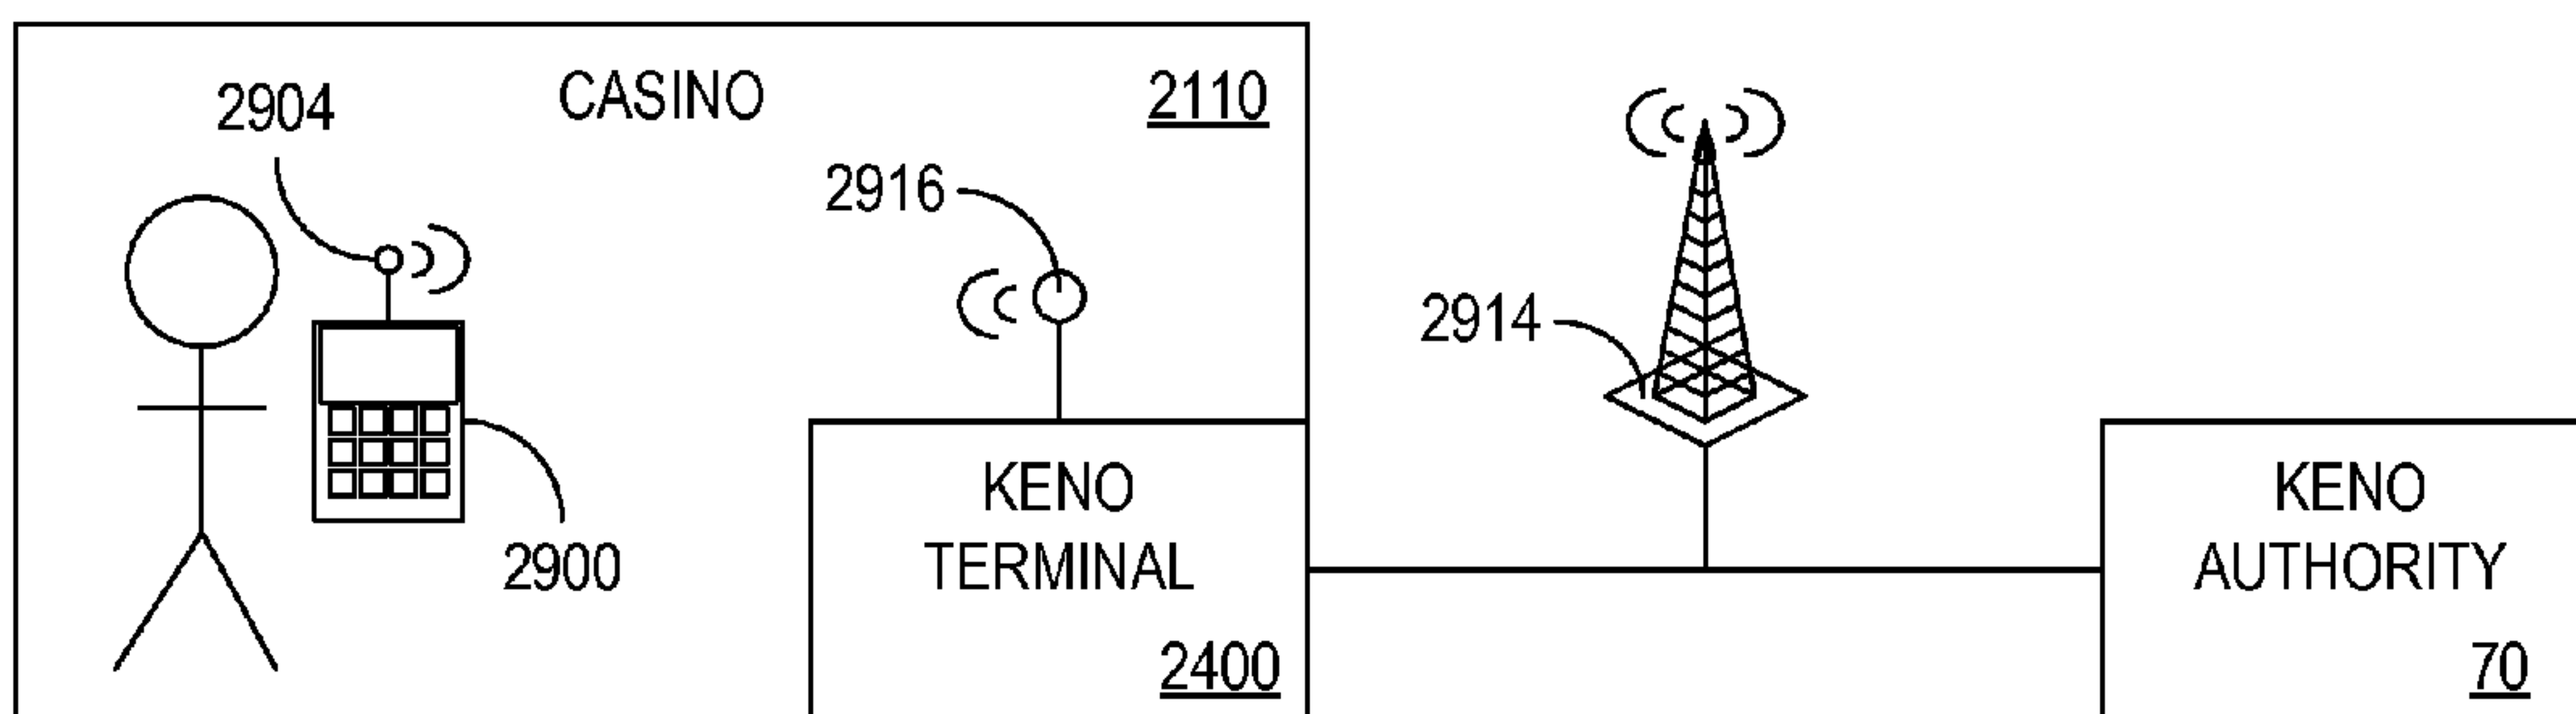 CASINO
2110
2904
2916
2914
2900
KENO
TERMINAL
2400
KENO
AUTHORITY
70